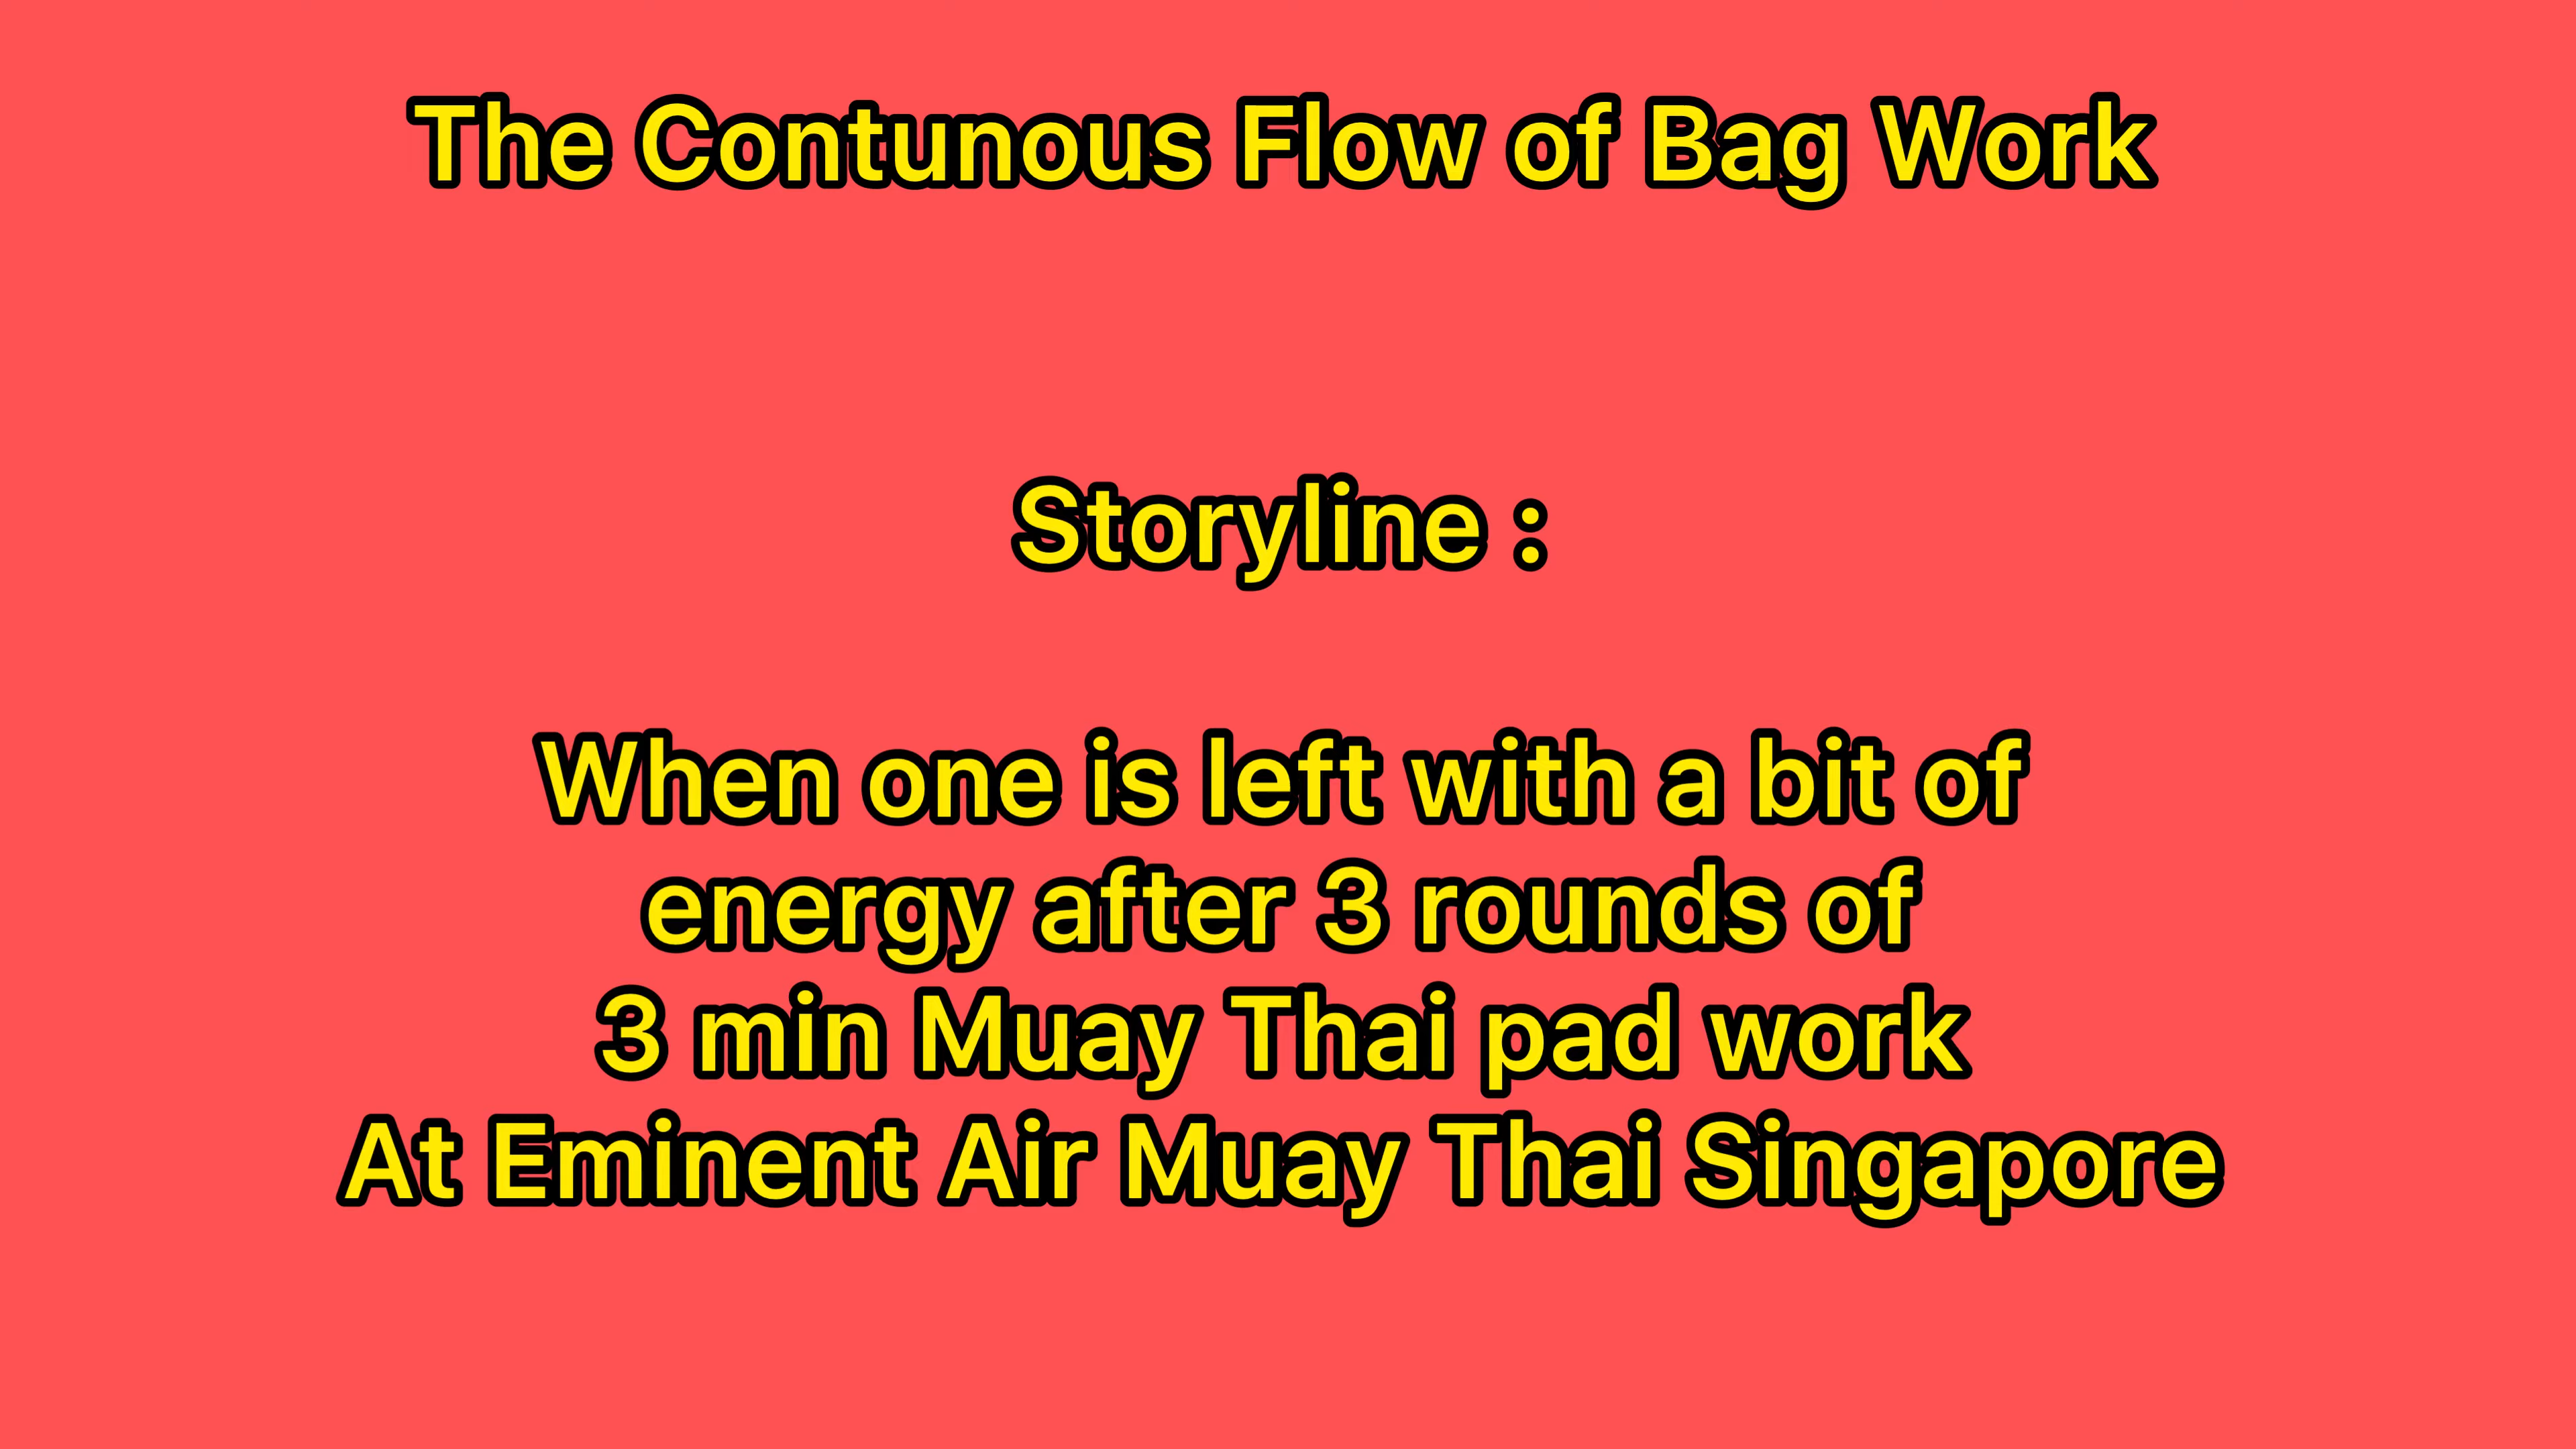 The Contunous Flow of Bag Work
Storyline :
When one is left with a bit of
energy after 3 rounds of
3 min Muay Thai pad work
At Eminent Air Muay Thai Singapore